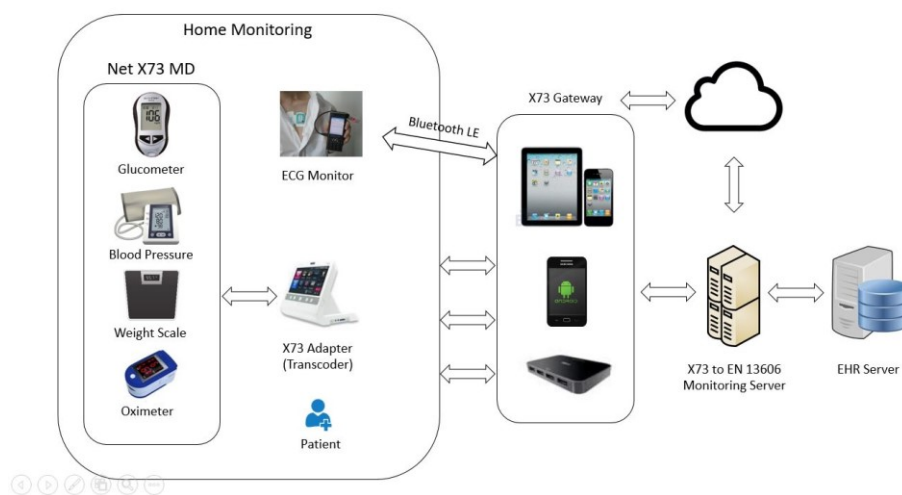 Home Monitoring
Net X73 MD
Glucometer
Blood Pressure
Weight Scale
Oximeter
ECG Monitor
X73 Adapter
(Transcoder)
Patient
Bluetooth LE
X73 Gateway
X73 to EN 13606
Monitoring Server
EHR Server